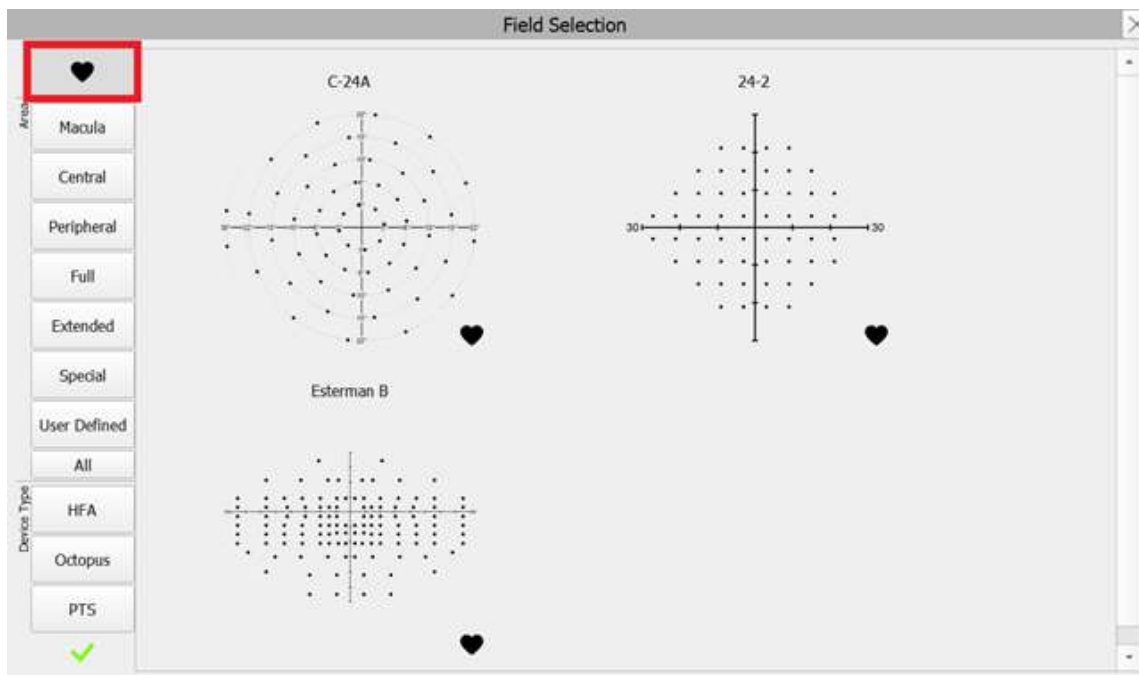 Field Selection
Area
Macula
Central
Peripheral
Full
Extended
Special
User Defined
All
Device Type
HFA
Octopus
PTS
C-24A
24-2
30
30
Esterman B